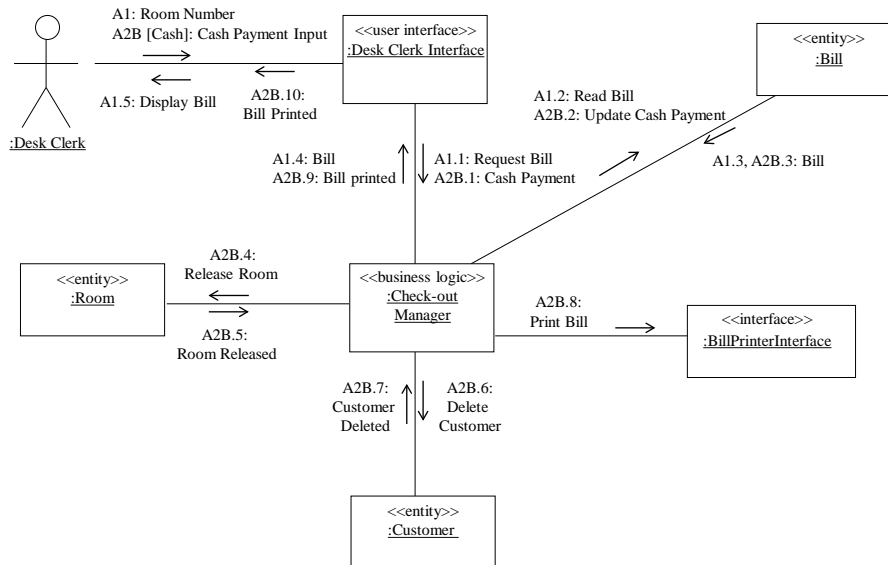 A1: Room Number
A2B [Cash]: Cash Payment Input
A1.5: Display Bill
A2B.10:
Bill Printed
:Desk Clerk
<<user interface>>
:Desk Clerk Interface
<<entity>>
:Bill
A1.2: Read Bill
A2B.2: Update Cash Payment
A1.3, A2B.3: Bill
A1.4: Bill
A2B.9: Bill printed
A1.1: Request Bill
A2B.1: Cash Payment
A2B.4:
Release Room
<<entity>>
:Room
A2B.5:
Room Released
<<business logic>>
:Check-out
Manager
A2B.8:
Print Bill
<<interface>>
:BillPrinterInterface
A2B.7:
Customer
Deleted
A2B.6:
Delete
Customer
<<entity>>
:Customer